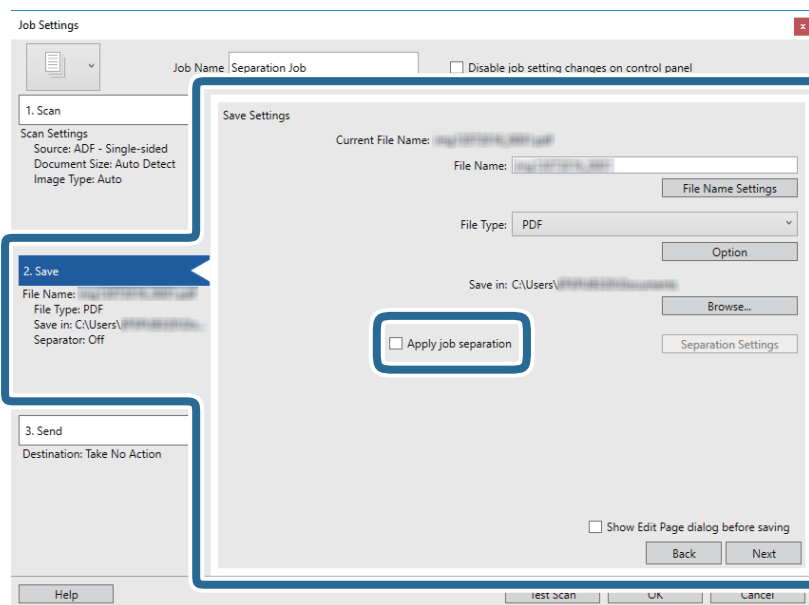 Job Settings
x
Job Name Separation Job
Disable job setting changes on control panel
1. Scan
Scan Settings
Source: ADF - Single-sided
Document Size: Auto Detect
Image Type: Auto
Save Settings
Current File Name:
File Name:
File Name Settings
File Type: PDF
Option
2. Save
File Name:
File Type: PDF
Save in: C:\Users\
Separator: Off
Save in: C:\Users\
Browse...
Apply job separation
Separation Settings
3. Send
Destination: Take No Action
Show Edit Page dialog before saving
Back Next
Help
Test Scan OK Cancel